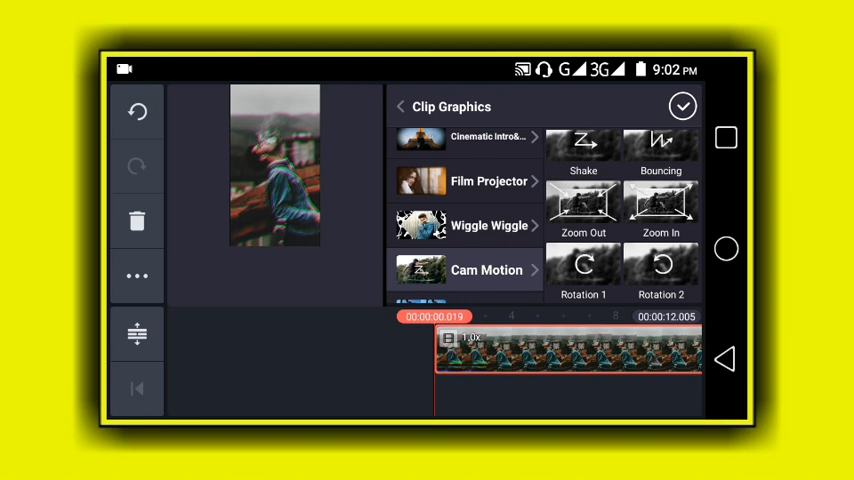 G 3G 9:02 PM
Clip Graphics
Cinematic Intro&...
Film Projector
Wiggle Wiggle
Cam Motion
Shake
Bouncing
Zoom Out
Zoom In
Rotation 1
Rotation 2
00:00:00.019
4
8
00:00:12.005
1.0x